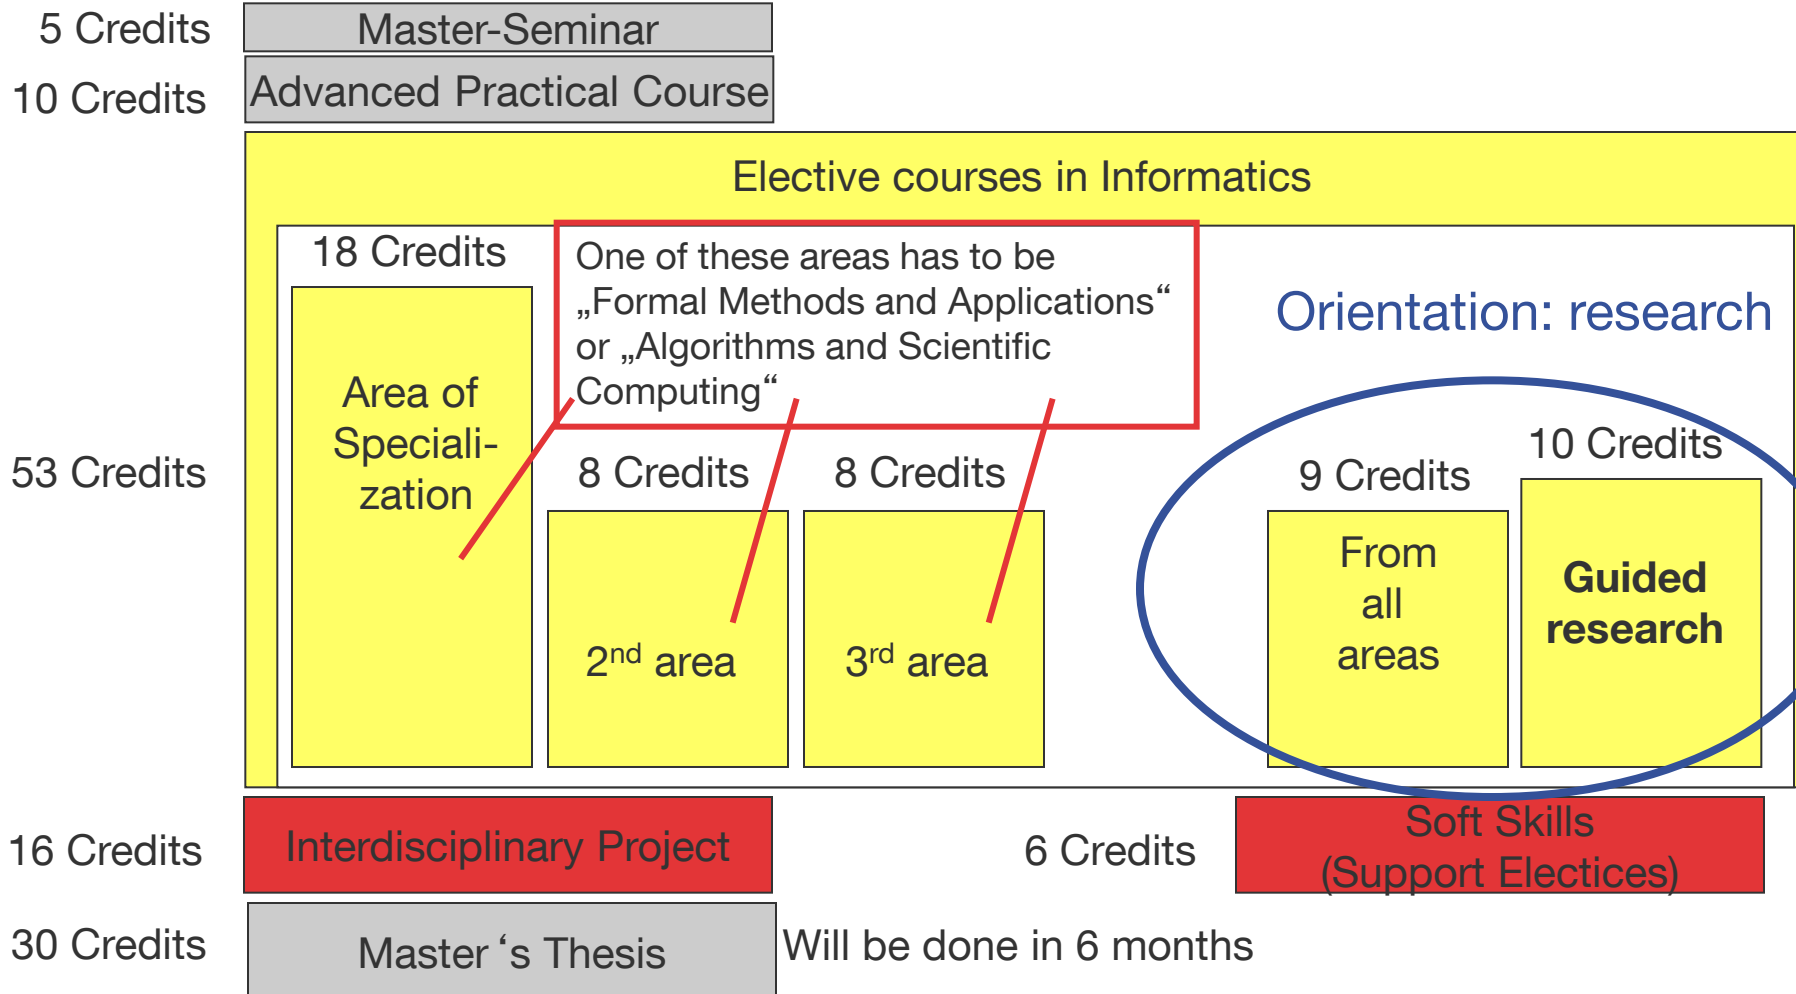 5 Credits
Master-Seminar
10 Credits
Advanced Practical Course
Elective courses in Informatics
18 Credits
One of these areas has to be
„Formal Methods and Applications“
or „Algorithms and Scientific
Computing“
Orientation: research
Area of
Speciali-
zation
53 Credits
8 Credits
8 Credits
9 Credits
10 Credits
2nd area
3rd area
From
all
areas
Guided
research
16 Credits
Interdisciplinary Project
6 Credits
Soft Skills
(Support Electices)
30 Credits
Master‘s Thesis
Will be done in 6 months